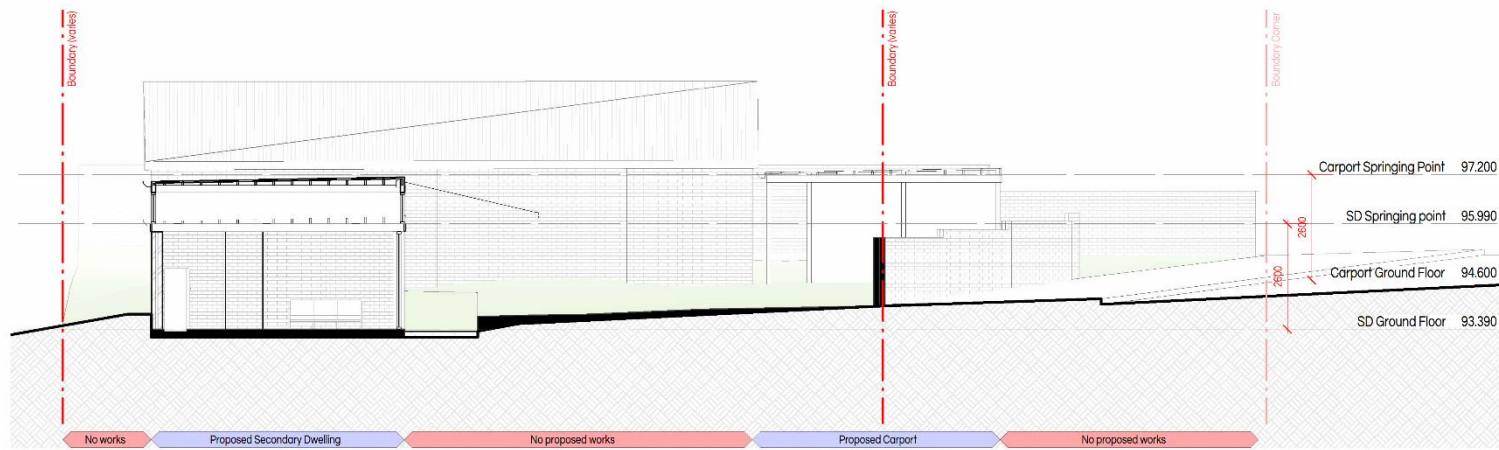 Boundary (varies)
Boundary (varies)
Boundary Corner
Carport Springing Point 97.200
SD Springing point 95.990
2600
Carport Ground Floor 94.600
2600
SD Ground Floor 93.390
No works
Proposed Secondary Dwelling
No proposed works
Proposed Carport
No proposed works